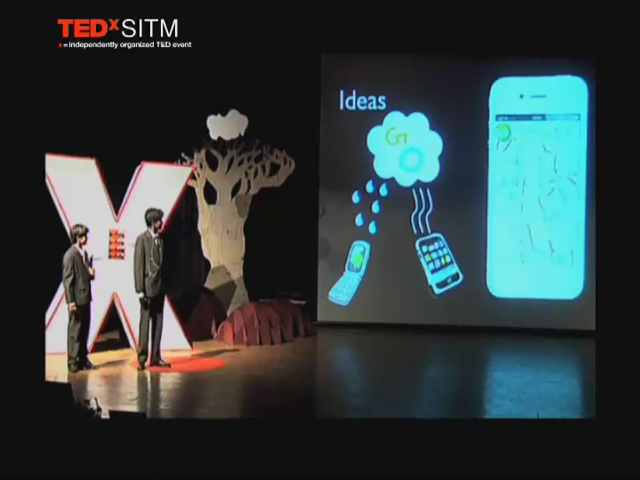 TEDxSITM
x = independently organized TED event
Ideas